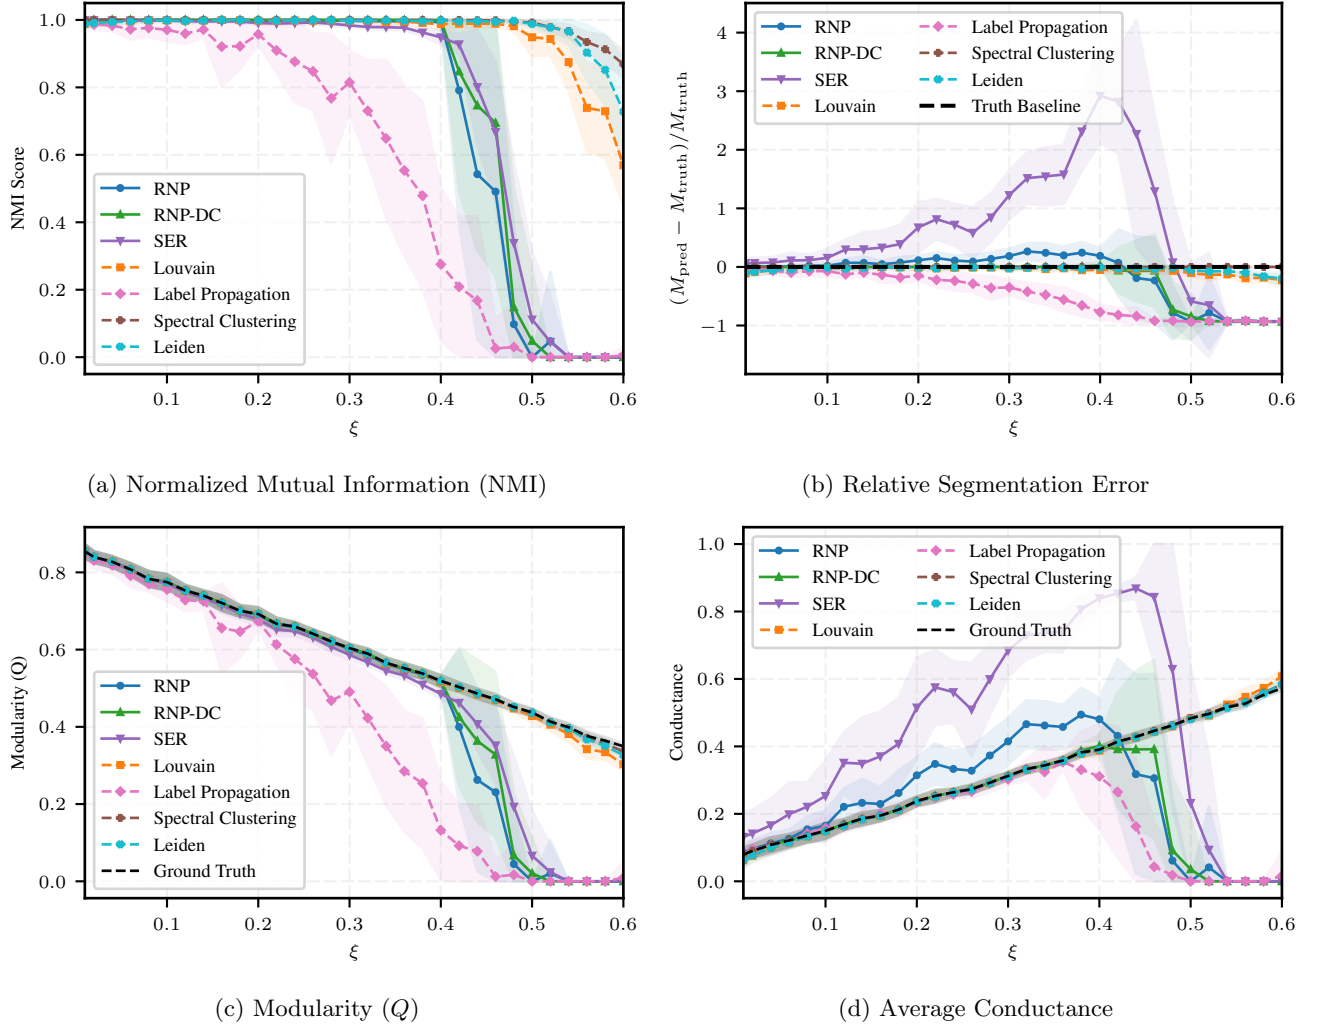 1.0
0.8
0.6
0.4
0.2
0.0
NMI Score
RNP
RNP-DC
SER
Louvain
Label Propagation
Spectral Clustering
Leiden
0.1 0.2 0.3 0.4 0.5 0.6
ξ
(a) Normalized Mutual Information (NMI)
4
3
2
1
0
−1
(M_pred − M_truth)/M_truth
RNP
RNP-DC
SER
Louvain
Label Propagation
Spectral Clustering
Leiden
Truth Baseline
0.1 0.2 0.3 0.4 0.5 0.6
ξ
(b) Relative Segmentation Error
0.8
0.6
0.4
0.2
0.0
Modularity (Q)
RNP
RNP-DC
SER
Louvain
Label Propagation
Spectral Clustering
Leiden
Ground Truth
0.1 0.2 0.3 0.4 0.5 0.6
ξ
(c) Modularity (Q)
1.0
0.8
0.6
0.4
0.2
0.0
Conductance
RNP
RNP-DC
SER
Louvain
Label Propagation
Spectral Clustering
Leiden
Ground Truth
0.1 0.2 0.3 0.4 0.5 0.6
ξ
(d) Average Conductance